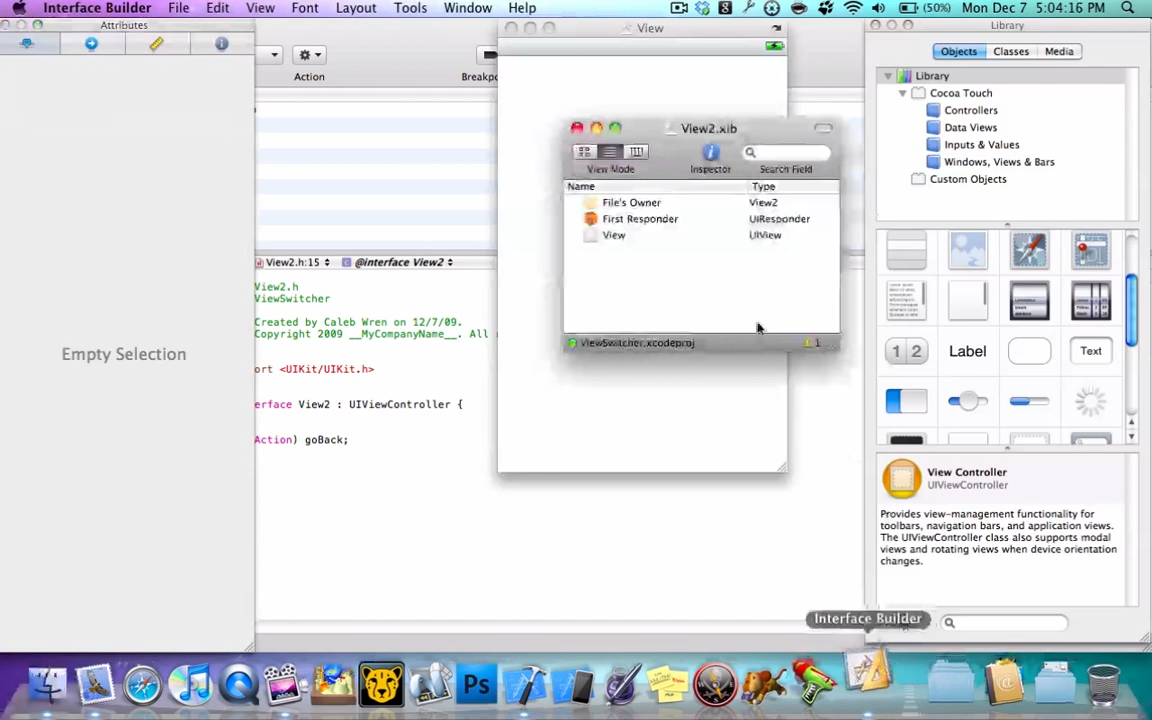 Interface Builder File Edit View Font Layout Tools Window Help
(50%) Mon Dec 7 5:04:16 PM
Attributes
Empty Selection
Action
Breakpo
View2.h:15
@interface View2
View2.h
ViewSwitcher
Created by Caleb Wren on 12/7/09.
Copyright 2009 __MyCompanyName__. All
ort <UIKit/UIKit.h>
erface View2 : UIViewController {
Action) goBack;
View
View2.xib
View Mode
Inspector
Search Field
Name Type
File's Owner View2
First Responder UIResponder
View UIView
ViewSwitcher.xcodeproj
1
Library
Objects Classes Media
Library
Cocoa Touch
Controllers
Data Views
Inputs & Values
Windows, Views & Bars
Custom Objects
1 2
Label
Text
View Controller
UIViewController
Provides view-management functionality for
toolbars, navigation bars, and application views.
The UIViewController class also supports modal
views and rotating views when device orientation
changes.
Interface Builder
Ps